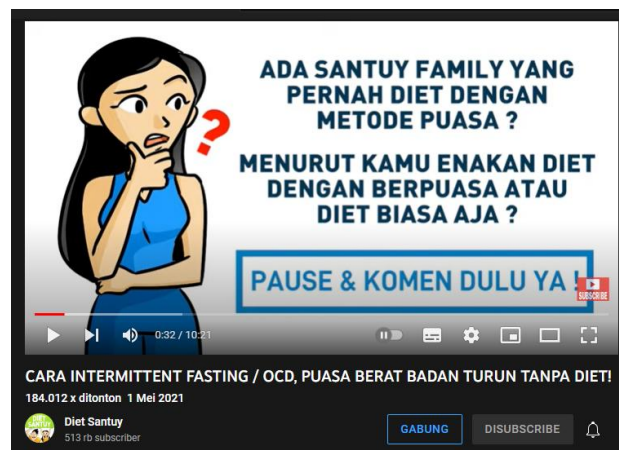 ADA SANTUY FAMILY YANG
PERNAH DIET DENGAN
METODE PUASA ?
MENURUT KAMU ENAKAN DIET
DENGAN BERPUASA ATAU
DIET BIASA AJA ?
?
PAUSE & KOMEN DULU YA !
SUBSCRIBE
0:32 / 10:21
CARA INTERMITTENT FASTING / OCD, PUASA BERAT BADAN TURUN TANPA DIET!
184.012 x ditonton 1 Mei 2021
DIET SANTUY
Diet Santuy
513 rb subscriber
GABUNG
DISUBSCRIBE